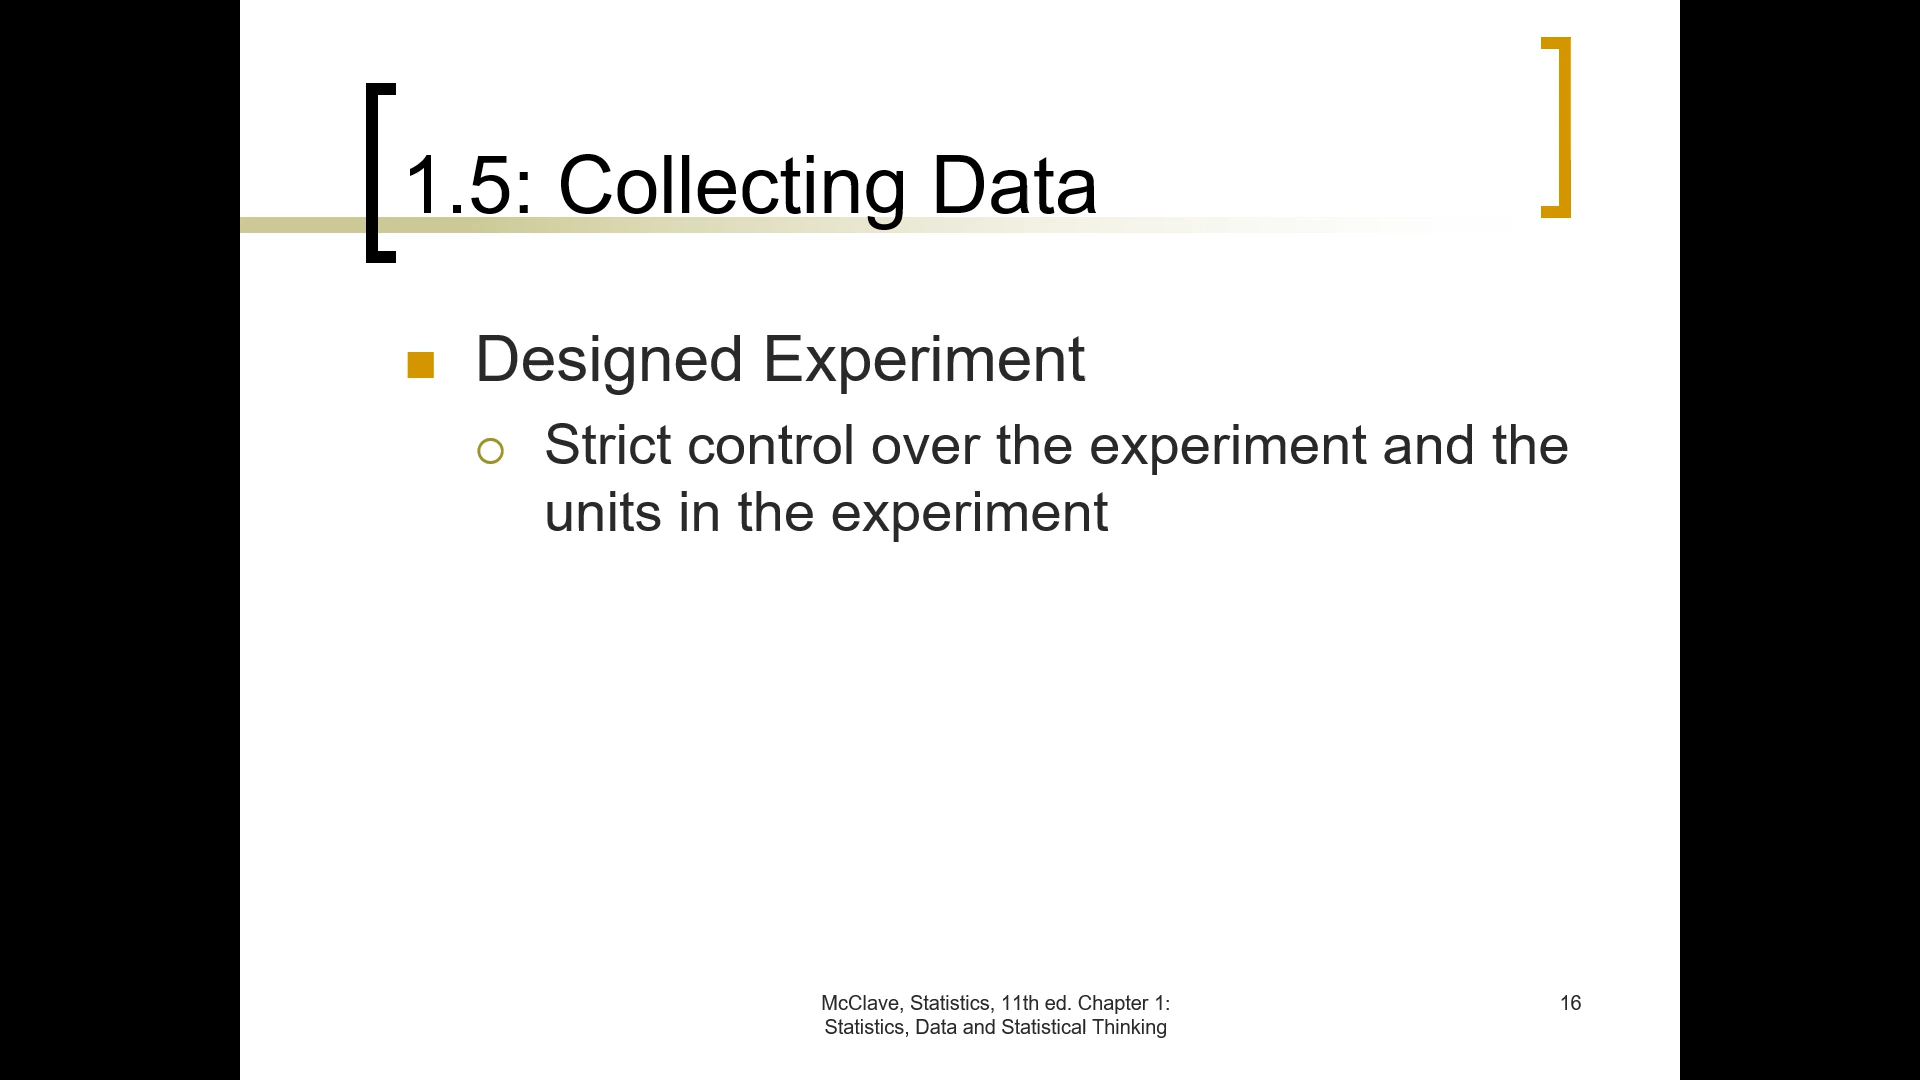 1.5: Collecting Data
Designed Experiment
Strict control over the experiment and the
units in the experiment
McClave, Statistics, 11th ed. Chapter 1:
Statistics, Data and Statistical Thinking
16